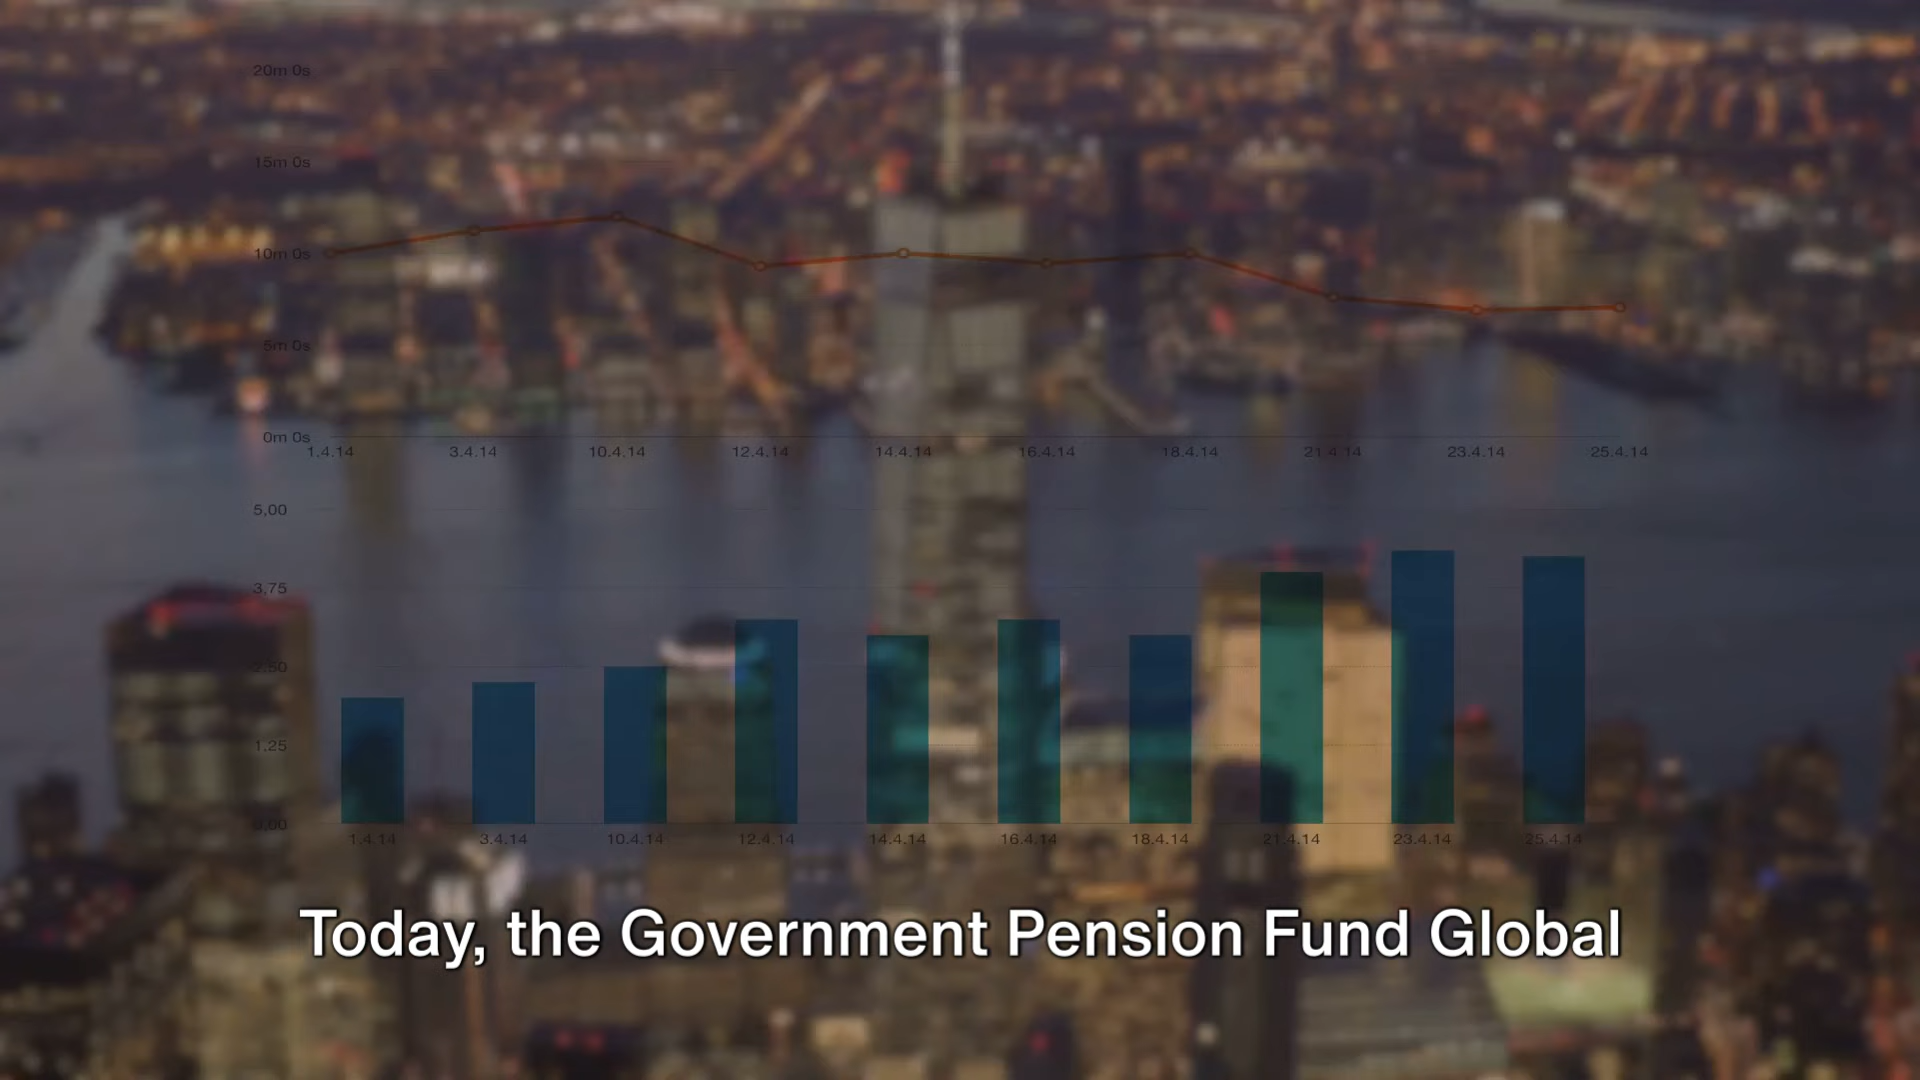 20m 0s
15m 0s
10m 0s
5m 0s
0m 0s
1.4.14 3.4.14 10.4.14 12.4.14 14.4.14 16.4.14 18.4.14 21.4.14 23.4.14 25.4.14
5,00
3,75
2,50
1,25
0,00
1.4.14 3.4.14 10.4.14 12.4.14 14.4.14 16.4.14 18.4.14 21.4.14 23.4.14 25.4.14
Today, the Government Pension Fund Global